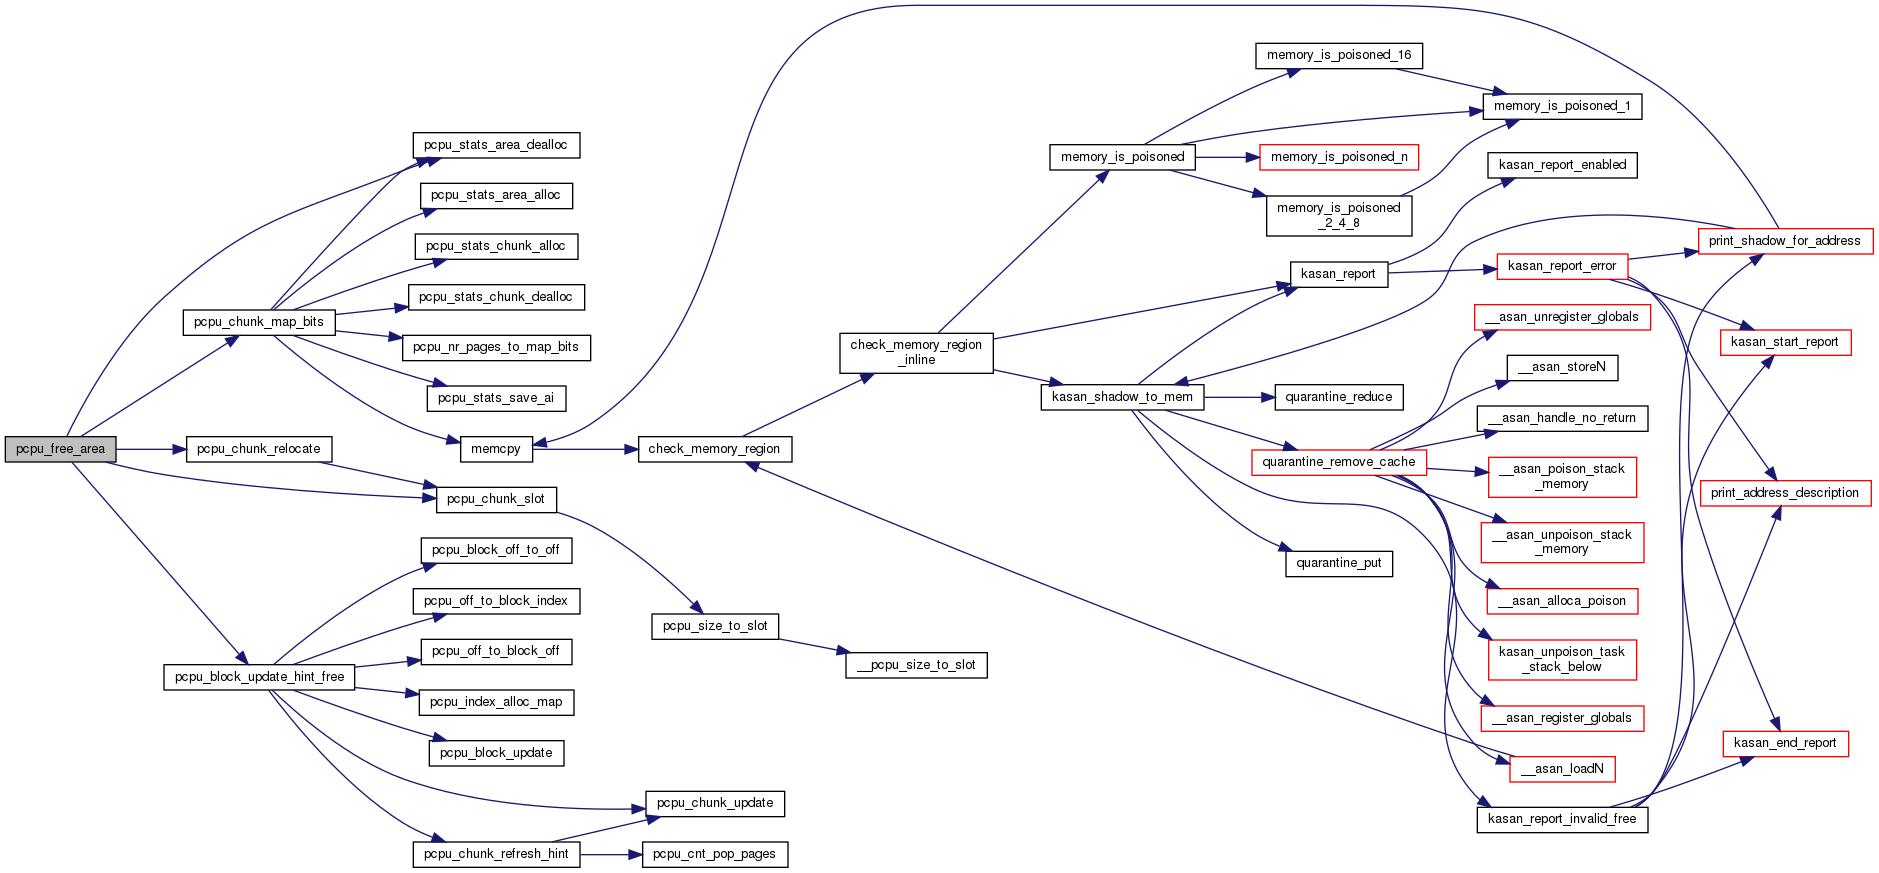 pcpu_free_area
pcpu_chunk_map_bits
pcpu_chunk_relocate
pcpu_block_update_hint_free
pcpu_stats_area_dealloc
pcpu_stats_area_alloc
pcpu_stats_chunk_alloc
pcpu_stats_chunk_dealloc
pcpu_nr_pages_to_map_bits
pcpu_stats_save_ai
memcpy
pcpu_chunk_slot
pcpu_block_off_to_off
pcpu_off_to_block_index
pcpu_off_to_block_off
pcpu_index_alloc_map
pcpu_block_update
pcpu_chunk_refresh_hint
check_memory_region
pcpu_size_to_slot
pcpu_chunk_update
pcpu_cnt_pop_pages
check_memory_region
_inline
__pcpu_size_to_slot
memory_is_poisoned
kasan_shadow_to_mem
memory_is_poisoned_16
memory_is_poisoned_n
memory_is_poisoned
_2_4_8
kasan_report
quarantine_reduce
quarantine_remove_cache
quarantine_put
memory_is_poisoned_1
kasan_report_enabled
kasan_report_error
__asan_unregister_globals
__asan_storeN
__asan_handle_no_return
__asan_poison_stack
_memory
__asan_unpoison_stack
_memory
__asan_alloca_poison
kasan_unpoison_task
_stack_below
__asan_register_globals
__asan_loadN
kasan_report_invalid_free
print_shadow_for_address
kasan_start_report
print_address_description
kasan_end_report